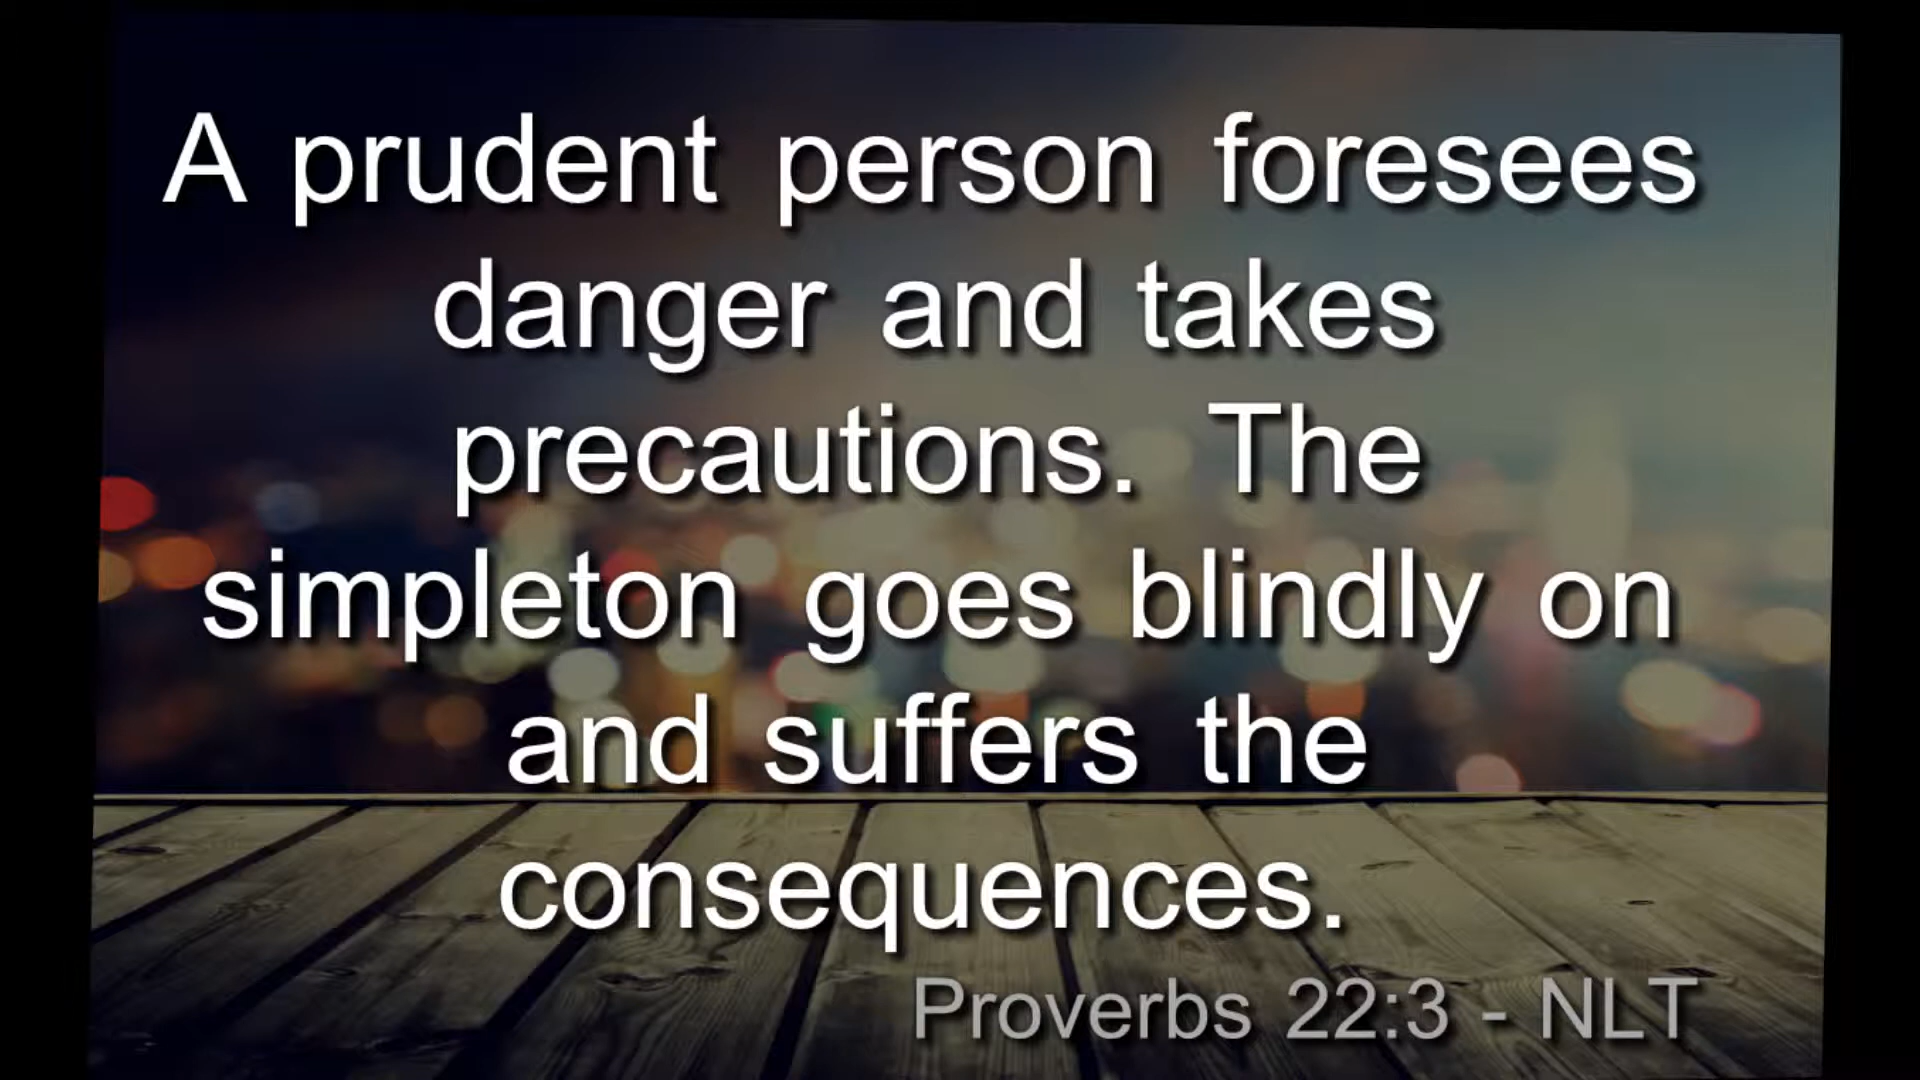 A prudent person foresees
danger and takes
precautions. The
simpleton goes blindly on
and suffers the
consequences.
Proverbs 22:3 - NLT